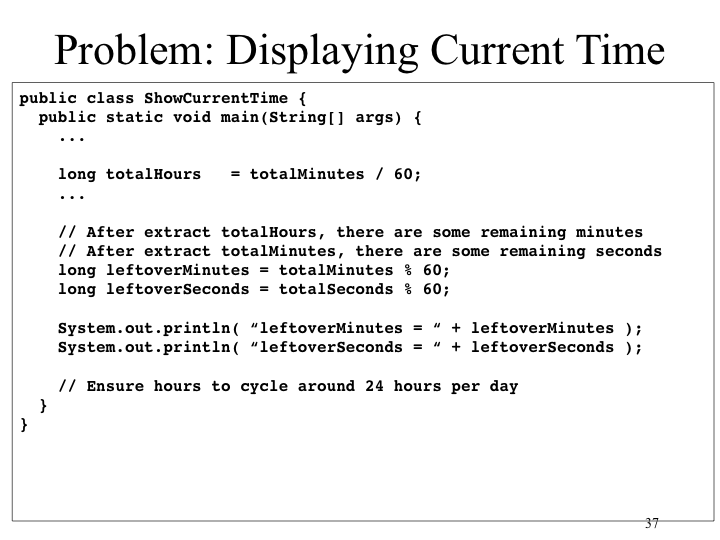 Problem: Displaying Current Time
public class ShowCurrentTime {
  public static void main(String[] args) {
    ...
    long totalHours   = totalMinutes / 60;
    ...
    // After extract totalHours, there are some remaining minutes
    // After extract totalMinutes, there are some remaining seconds
    long leftoverMinutes = totalMinutes % 60;
    long leftoverSeconds = totalSeconds % 60;
    System.out.println( “leftoverMinutes = “ + leftoverMinutes );
    System.out.println( “leftoverSeconds = “ + leftoverSeconds );
    // Ensure hours to cycle around 24 hours per day
  }
}
37